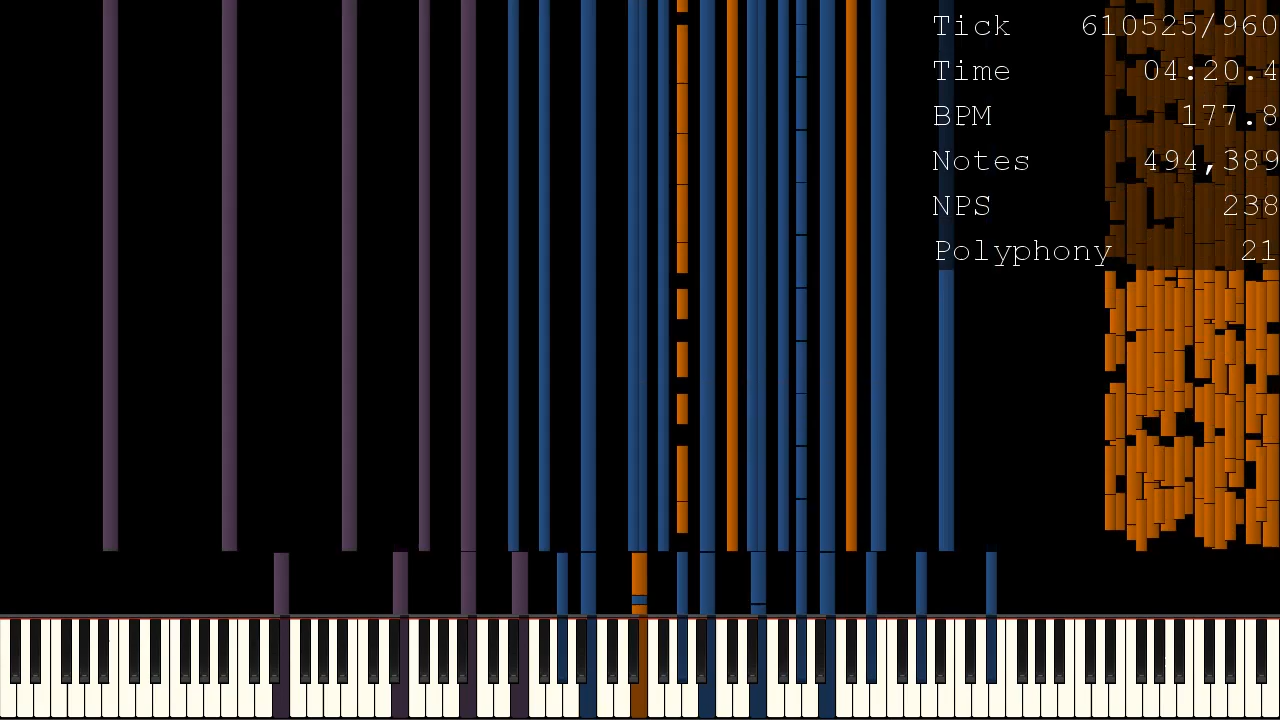 Tick 610525/960
Time 04:20.4
BPM 177.8
Notes 494,389
NPS 238
Polyphony 21